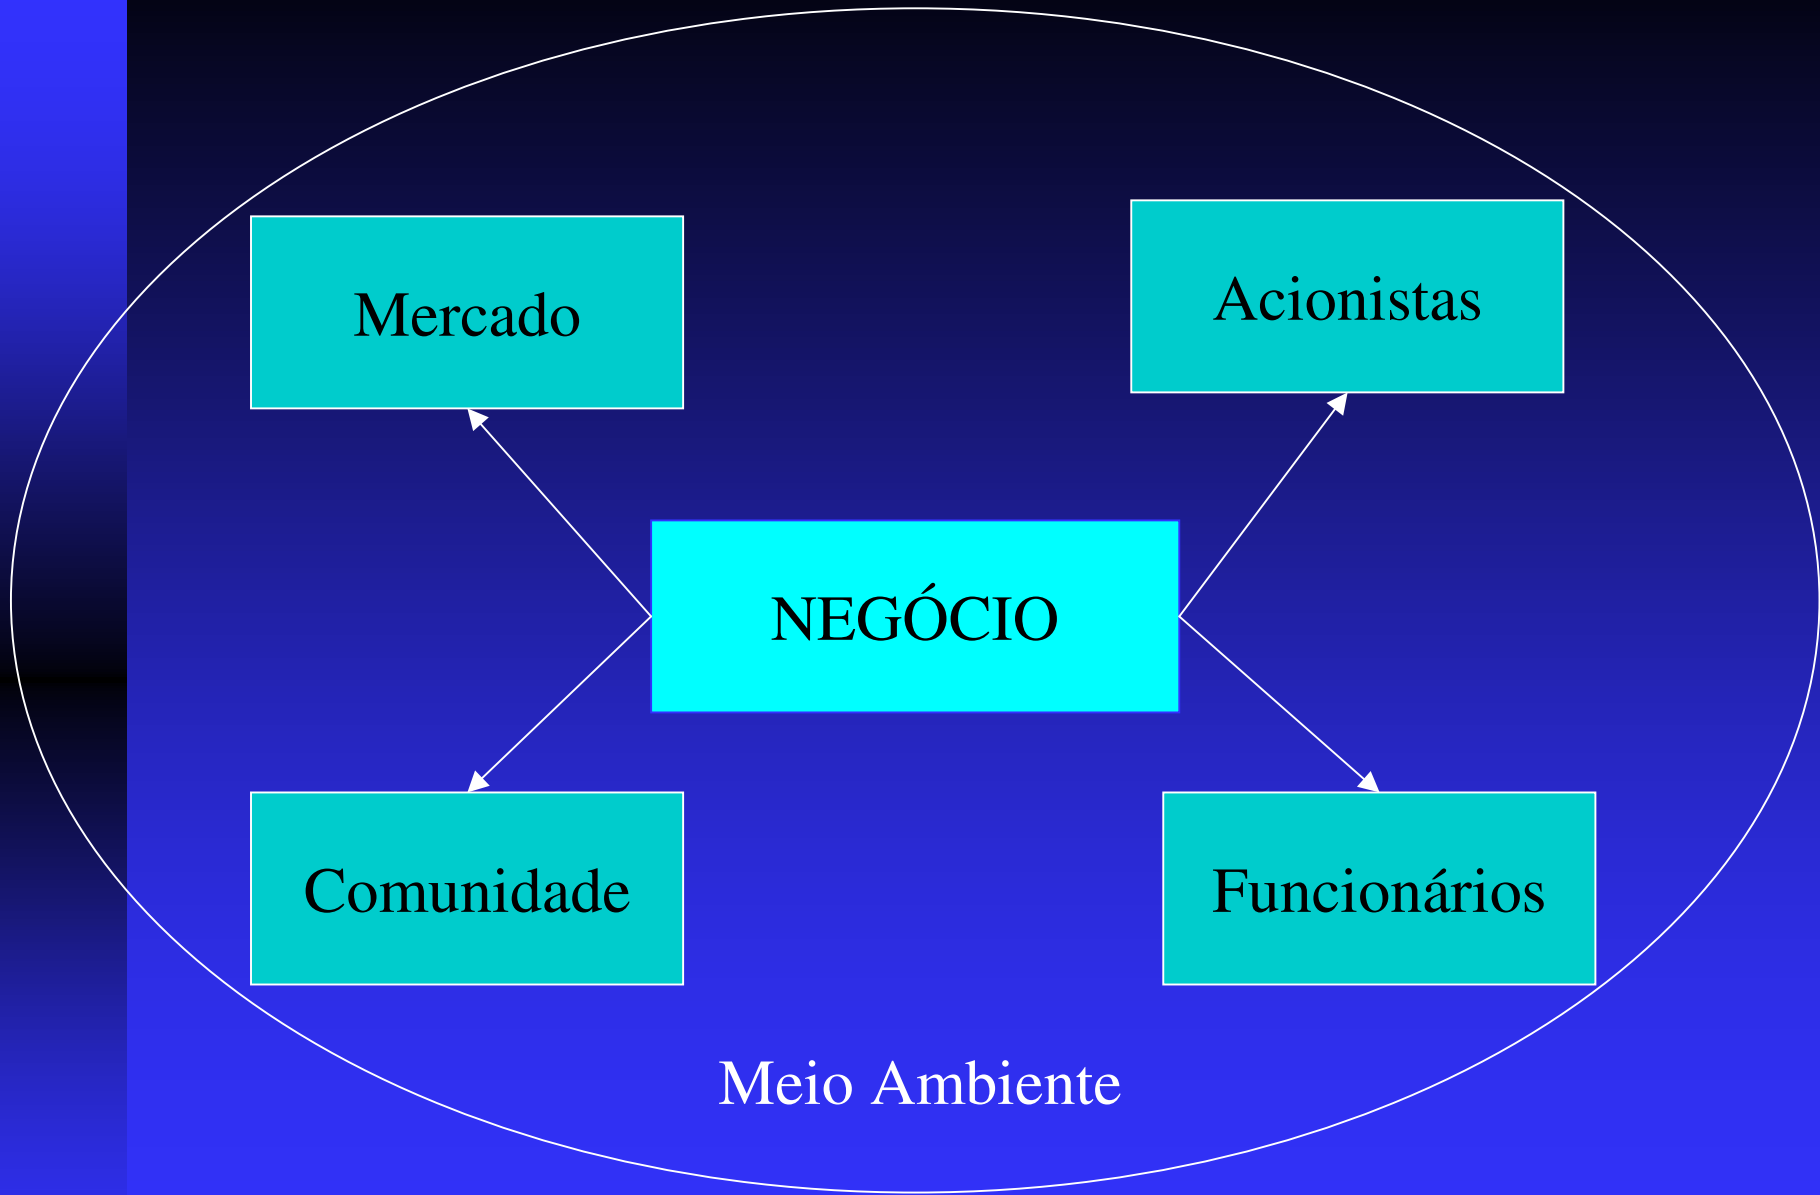 Mercado
Acionistas
NEGÓCIO
Comunidade
Funcionários
Meio Ambiente